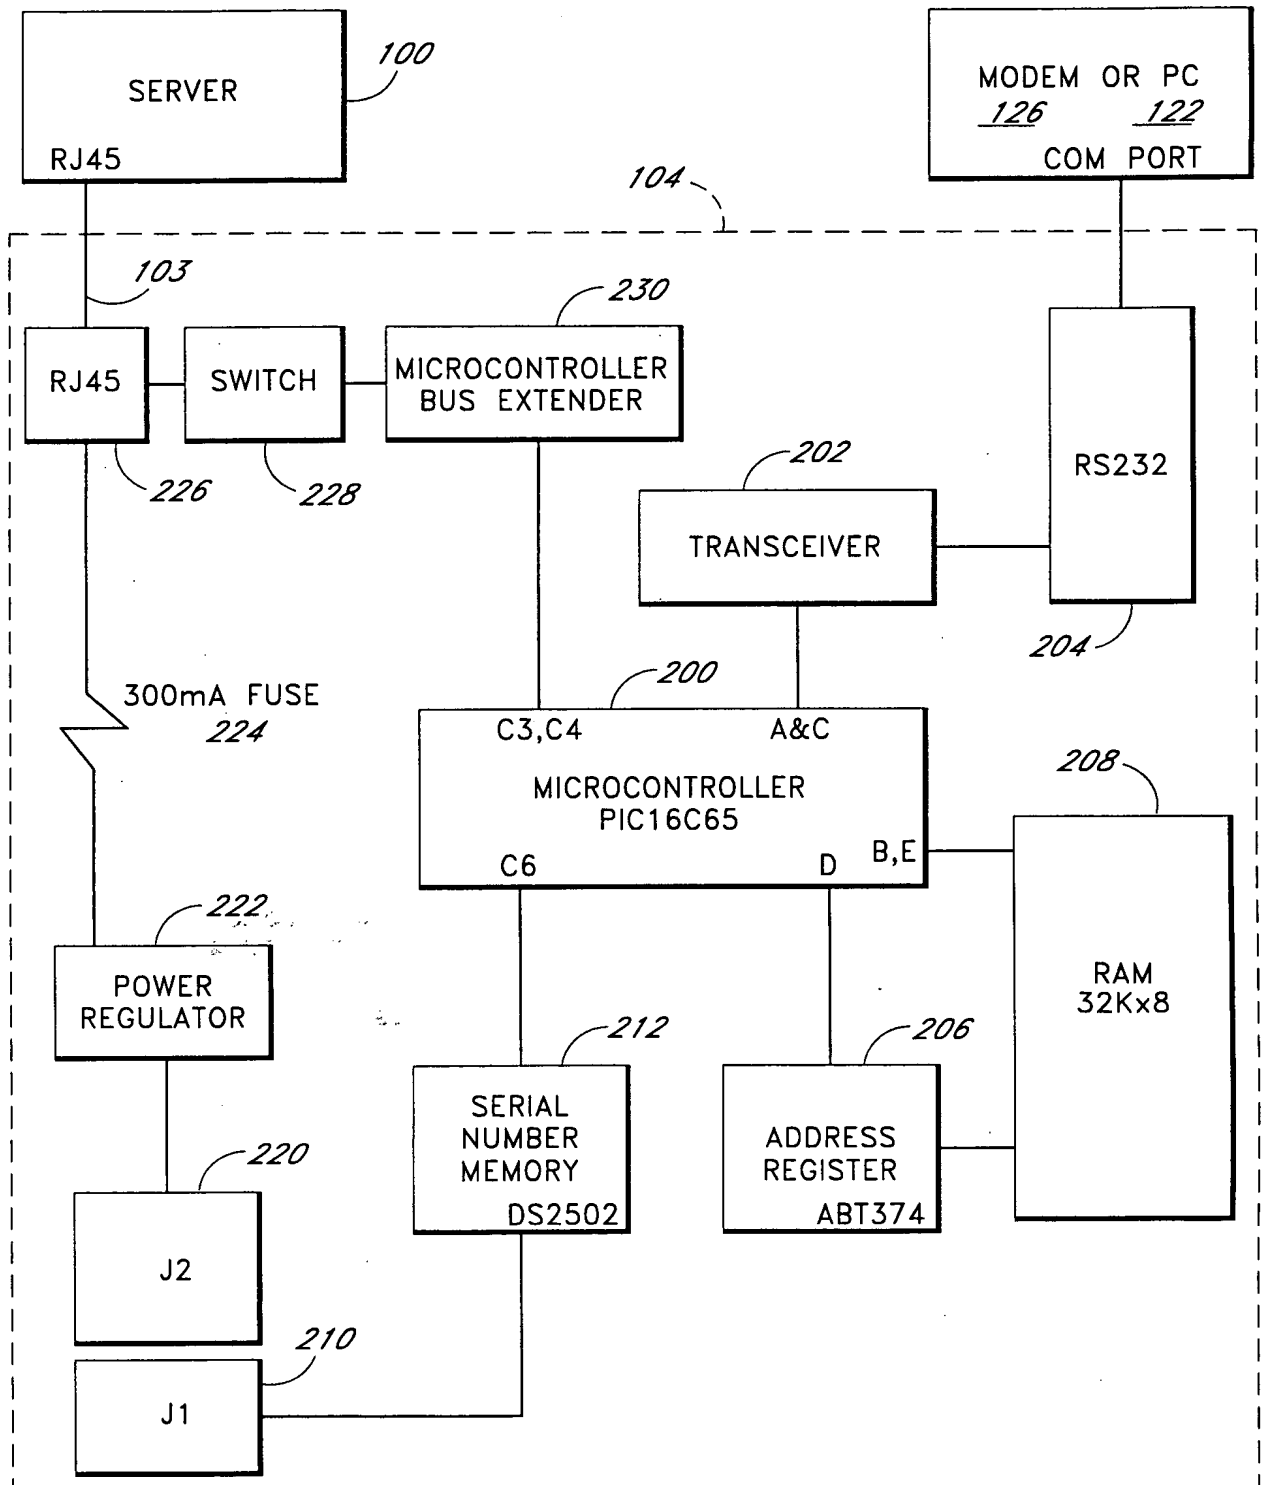 SERVER
RJ45
100
MODEM OR PC
126 122
COM PORT
104
103
RJ45
226
SWITCH
228
230
MICROCONTROLLER
BUS EXTENDER
202
TRANSCEIVER
RS232
204
300mA FUSE
224
200
C3,C4 A&C
MICROCONTROLLER
PIC16C65
C6 D B,E
208
RAM
32Kx8
222
POWER
REGULATOR
212
SERIAL
NUMBER
MEMORY
DS2502
206
ADDRESS
REGISTER
ABT374
220
J2
210
J1